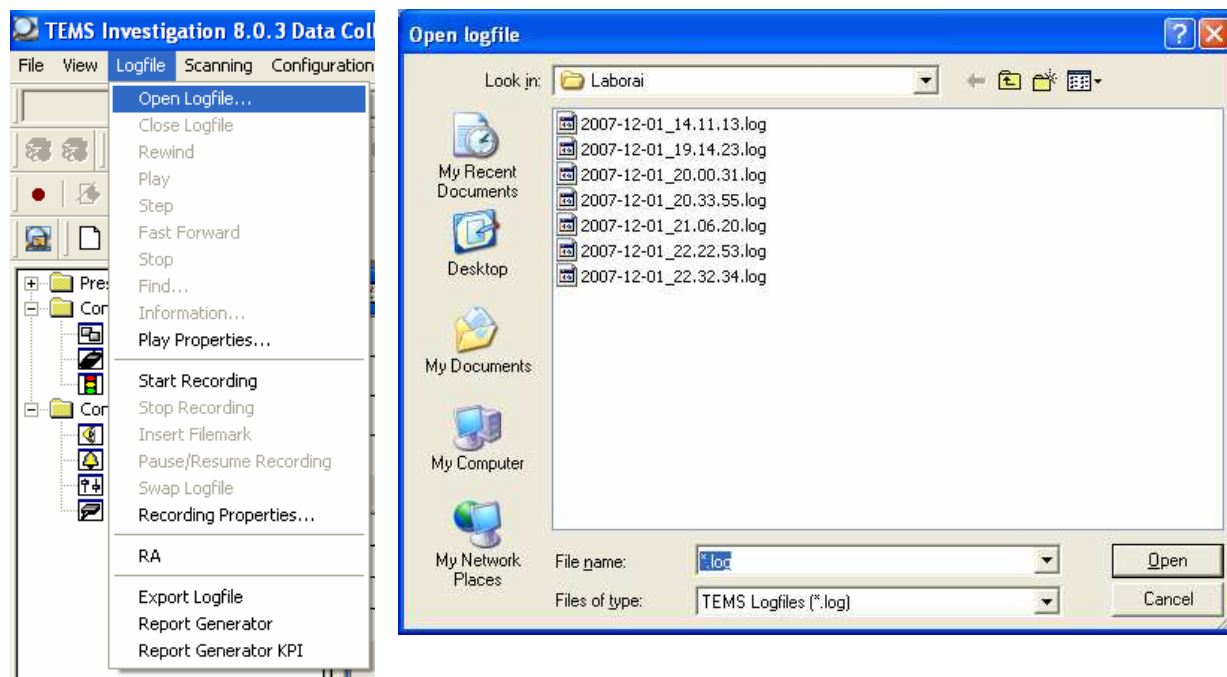 TEMS Investigation 8.0.3 Data Coll
File View Logfile Scanning Configuration
Open Logfile...
Close Logfile
Rewind
Play
Step
Fast Forward
Stop
Find...
Information...
Play Properties...
Start Recording
Stop Recording
Insert Filemark
Pause/Resume Recording
Swap Logfile
Recording Properties...
RA
Export Logfile
Report Generator
Report Generator KPI
Pre
Con
Con
Open logfile
Look in: Laborai
2007-12-01_14.11.13.log
2007-12-01_19.14.23.log
2007-12-01_20.00.31.log
2007-12-01_20.33.55.log
2007-12-01_21.06.20.log
2007-12-01_22.22.53.log
2007-12-01_22.32.34.log
My Recent
Documents
Desktop
My Documents
My Computer
My Network
Places
File name: *.log
Open
Files of type: TEMS Logfiles (*.log)
Cancel